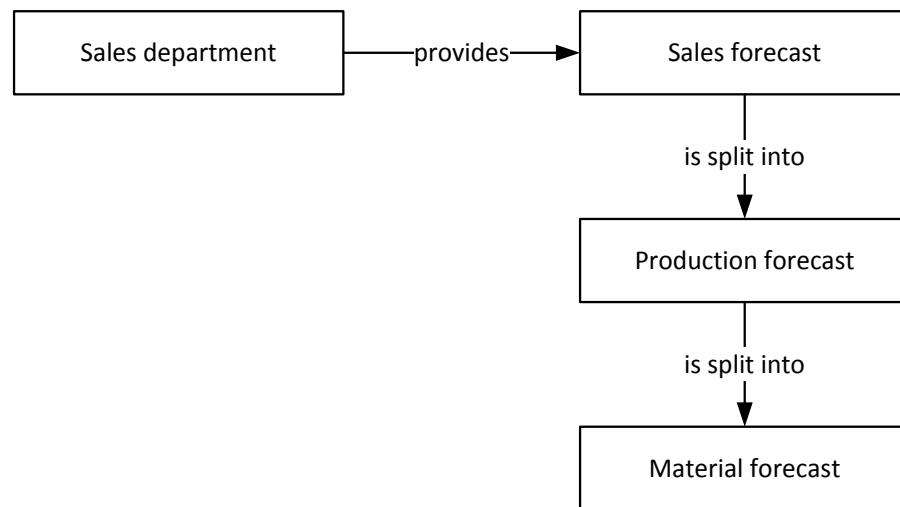 Sales department
provides
Sales forecast
is split into
Production forecast
is split into
Material forecast